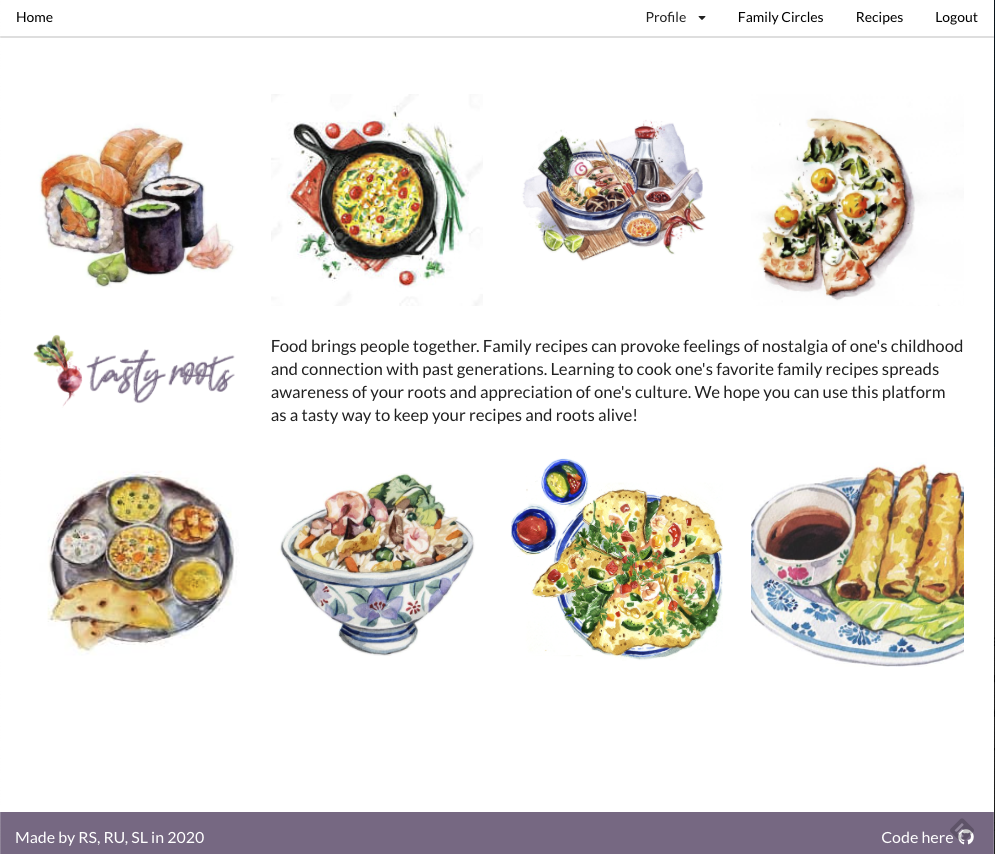 Home
Profile
Family Circles
Recipes
Logout
tasty roots
Food brings people together. Family recipes can provoke feelings of nostalgia of one's childhood
and connection with past generations. Learning to cook one's favorite family recipes spreads
awareness of your roots and appreciation of one's culture. We hope you can use this platform
as a tasty way to keep your recipes and roots alive!
Made by RS, RU, SL in 2020
Code here